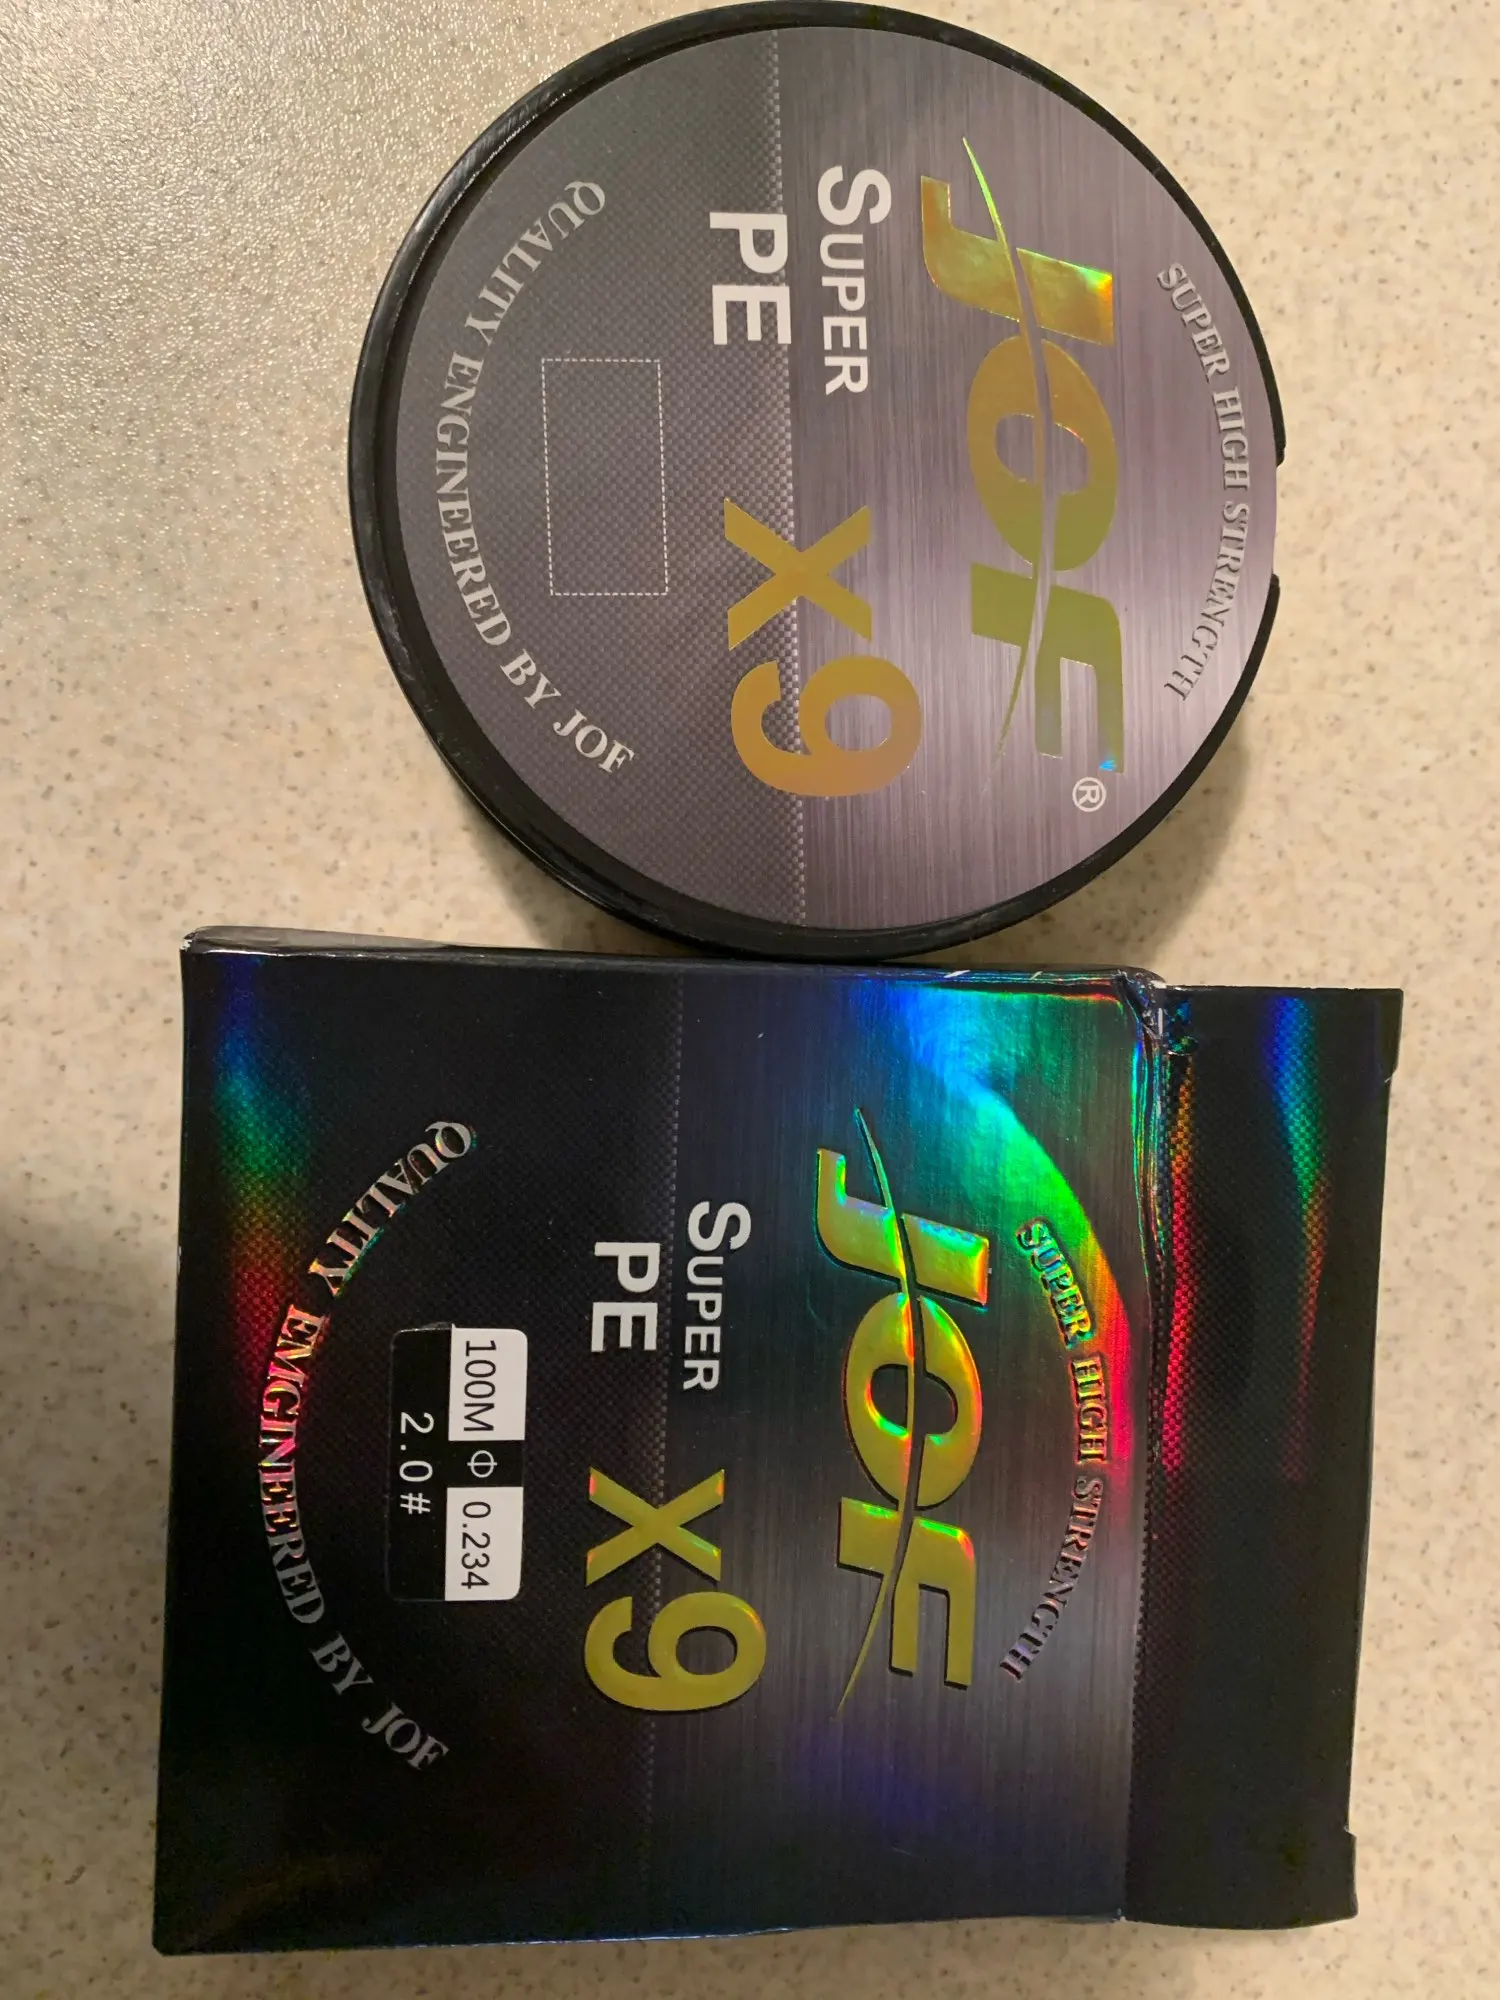 SUPER HIGH STRENGTH
JOF®
SUPER
PE X9
QUALITY ENGINEERED BY JOF
SUPER HIGH STRENGTH
JOF
SUPER
PE X9
100M Φ 0.234
2.0#
QUALITY EMGINEERED BY JOF